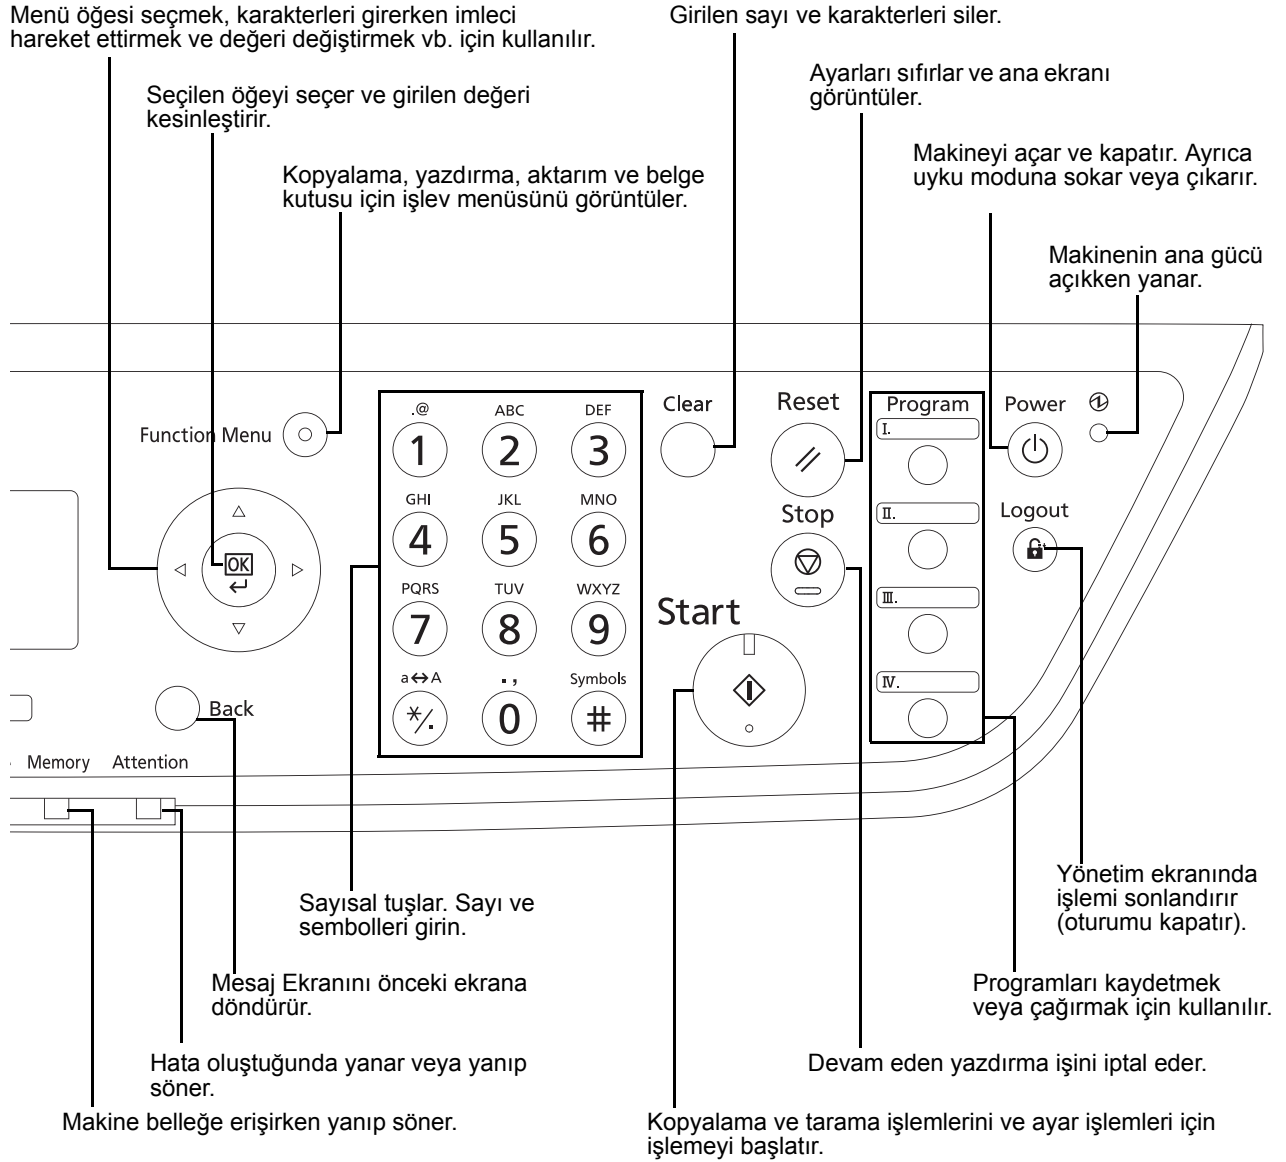 Menü öğesi seçmek, karakterleri girerken imleci
hareket ettirmek ve değeri değiştirmek vb. için kullanılır.
Girilen sayı ve karakterleri siler.
Seçilen öğeyi seçer ve girilen değeri
kesinleştirir.
Ayarları sıfırlar ve ana ekranı
görüntüler.
Kopyalama, yazdırma, aktarım ve belge
kutusu için işlev menüsünü görüntüler.
Makineyi açar ve kapatır. Ayrıca
uyku moduna sokar veya çıkarır.
Makinenin ana gücü
açıkken yanar.
Function Menu
.@
ABC
DEF
1
2
3
GHI
JKL
MNO
4
5
6
PQRS
TUV
WXYZ
7
8
9
a↔A
.,
Symbols
*/.
0
#
OK
Back
Memory
Attention
Clear
Reset
Stop
Start
Program
I.
II.
III.
IV.
Power
Logout
Sayısal tuşlar. Sayı ve
sembolleri girin.
Yönetim ekranında
işlemi sonlandırır
(oturumu kapatır).
Mesaj Ekranını önceki ekrana
döndürür.
Programları kaydetmek
veya çağırmak için kullanılır.
Hata oluştuğunda yanar veya yanıp
söner.
Devam eden yazdırma işini iptal eder.
Makine belleğe erişirken yanıp söner.
Kopyalama ve tarama işlemlerini ve ayar işlemleri için
işlemeyi başlatır.